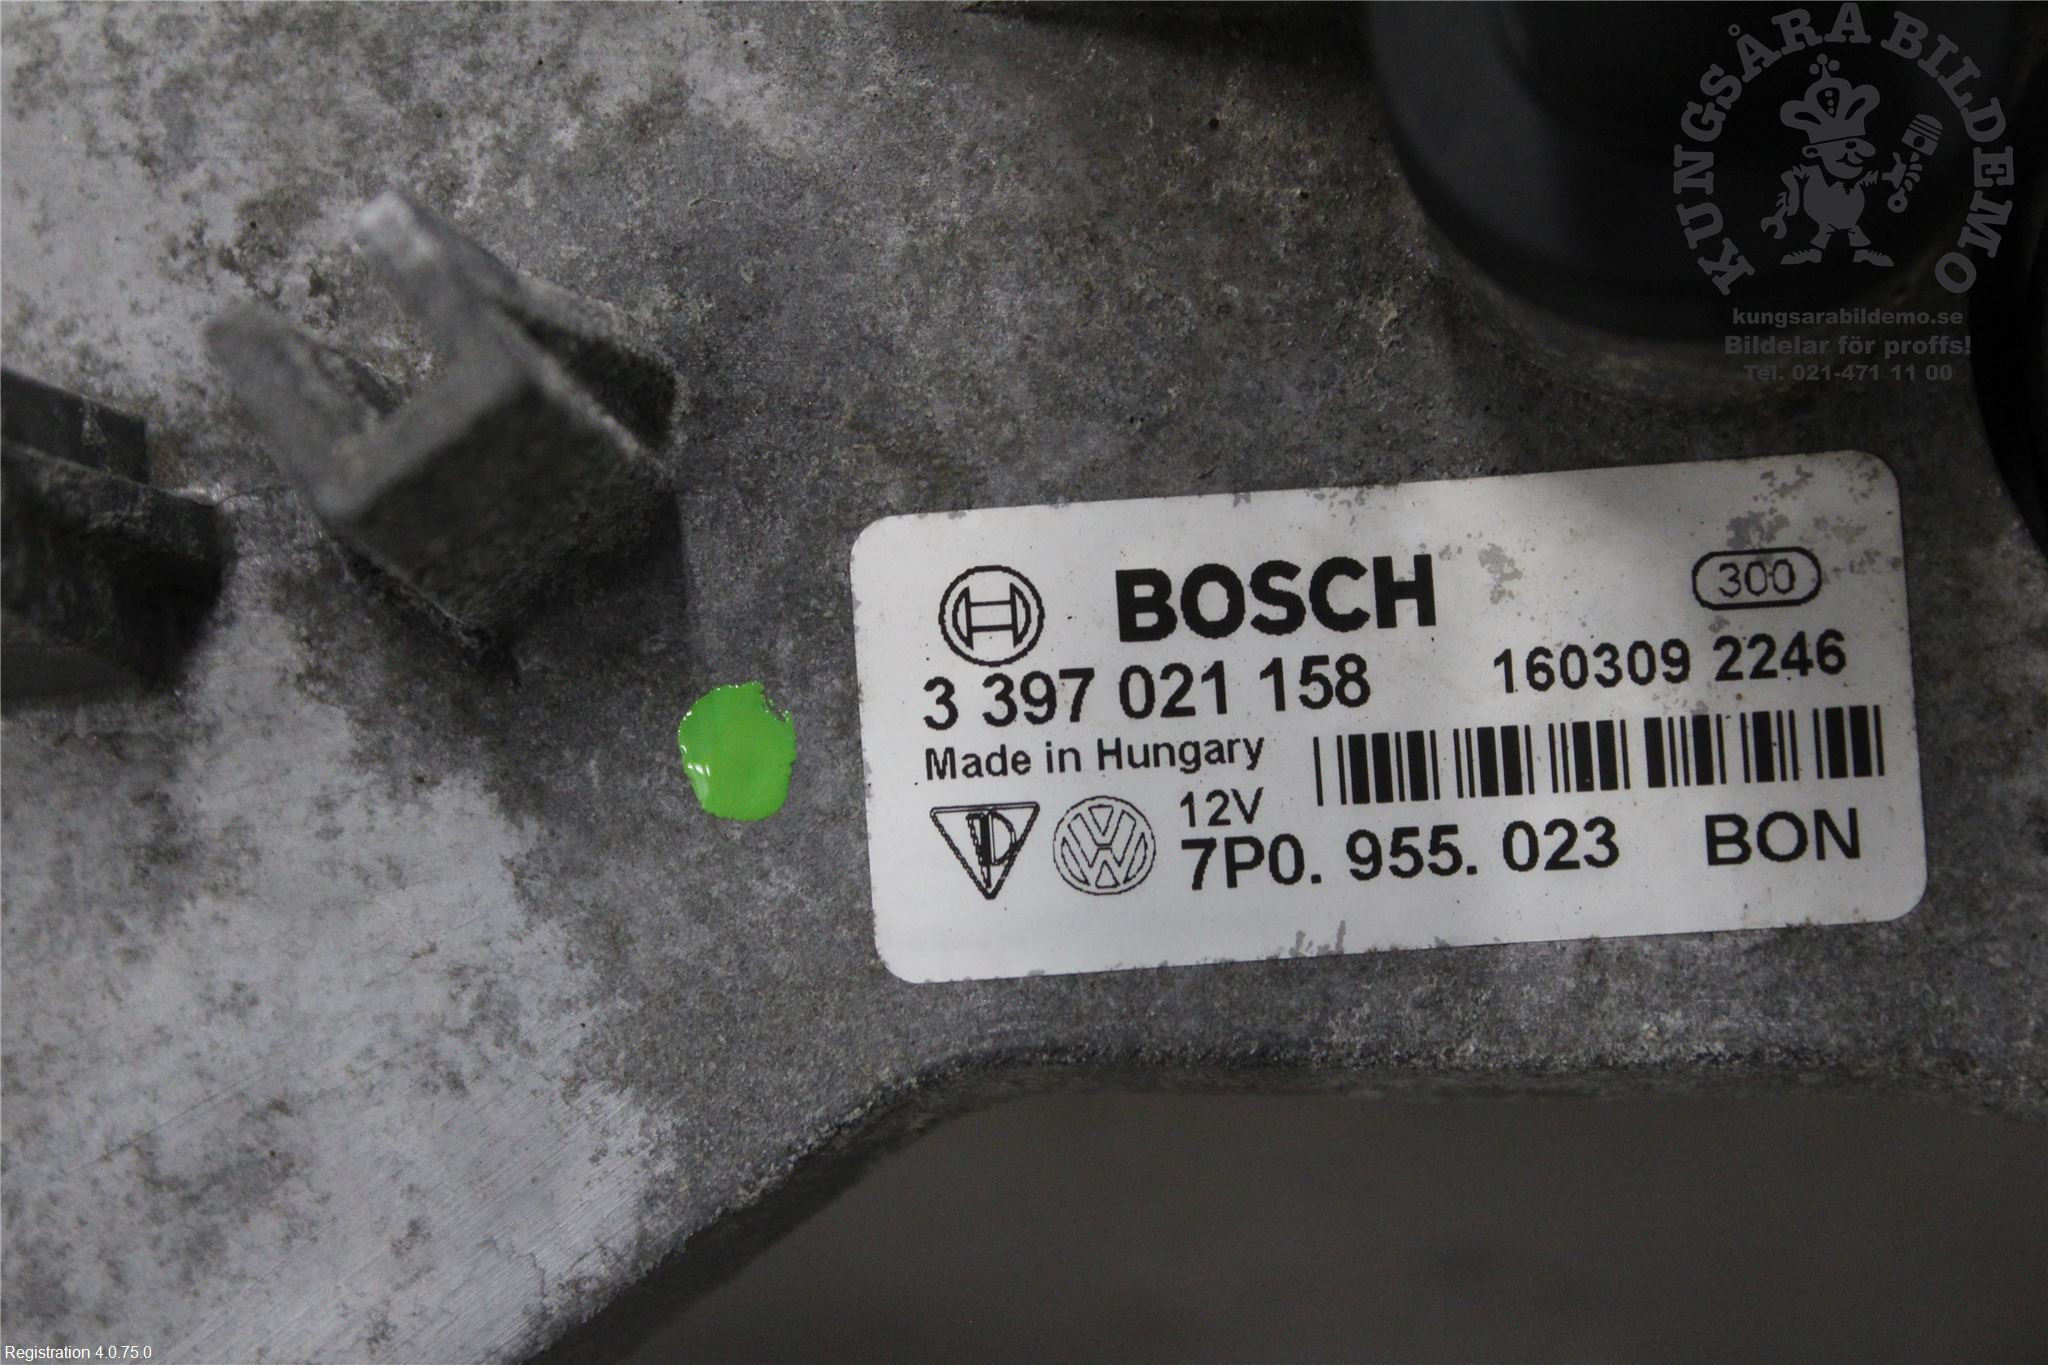 KUNGSÅRA BILDEMO
kungsarabildemo.se
Bildelar för proffs!
Tel. 021-471 11 00
BOSCH 300
3 397 021 158 160309 2246
Made in Hungary
12V
7P0. 955. 023 BON
Registration 4.0.75.0